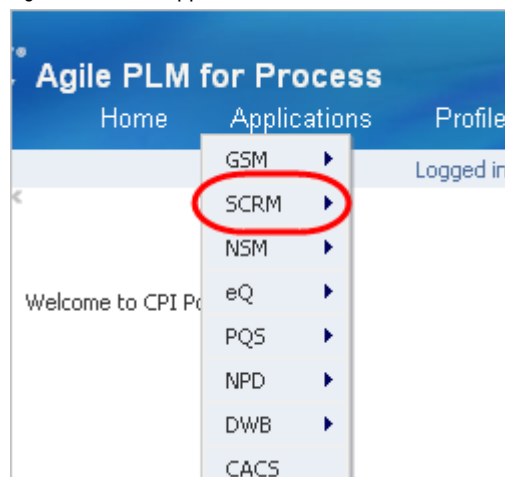 Agile PLM for Process
Home Applications Profile
Logged in
GSM
SCRM
NSM
Welcome to CPI Po
eQ
PQS
NPD
DWB
CACS